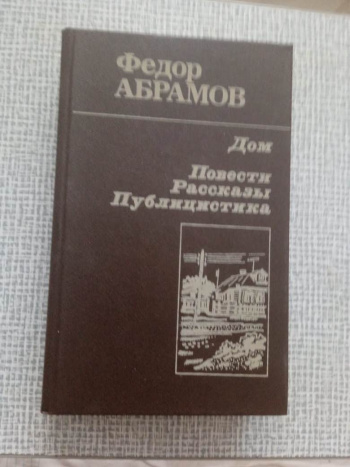 Федор
АБРАМОВ
Дом
Повести
Рассказы
Публицистика